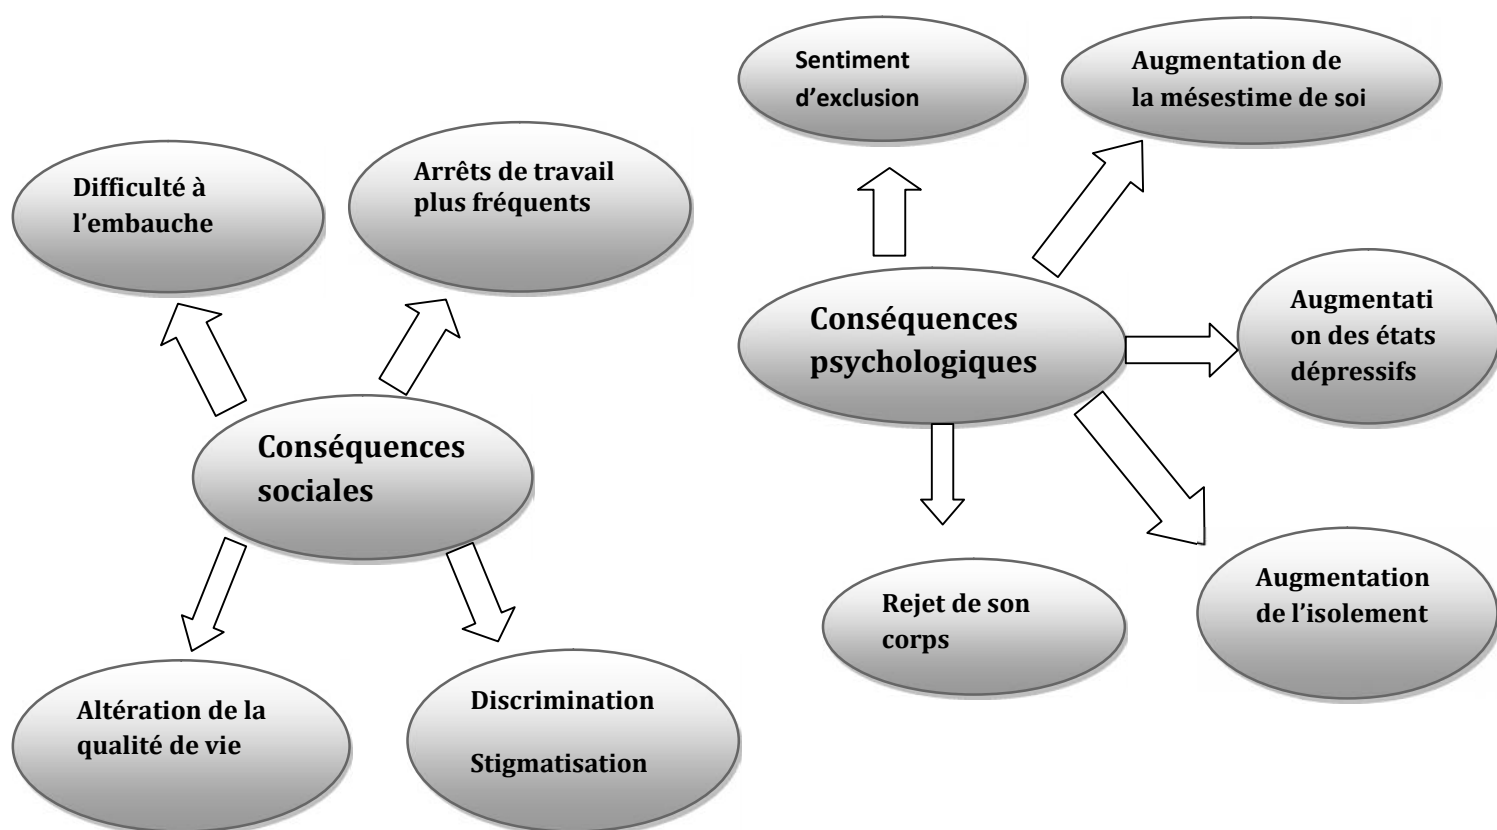 Difficulté à
l'embauche
Arrêts de travail
plus fréquents
Conséquences
sociales
Altération de la
qualité de vie
Discrimination
Stigmatisation
Sentiment
d'exclusion
Augmentation de
la mésestime de soi
Conséquences
psychologiques
Augmentati
on des états
dépressifs
Rejet de son
corps
Augmentation
de l'isolement